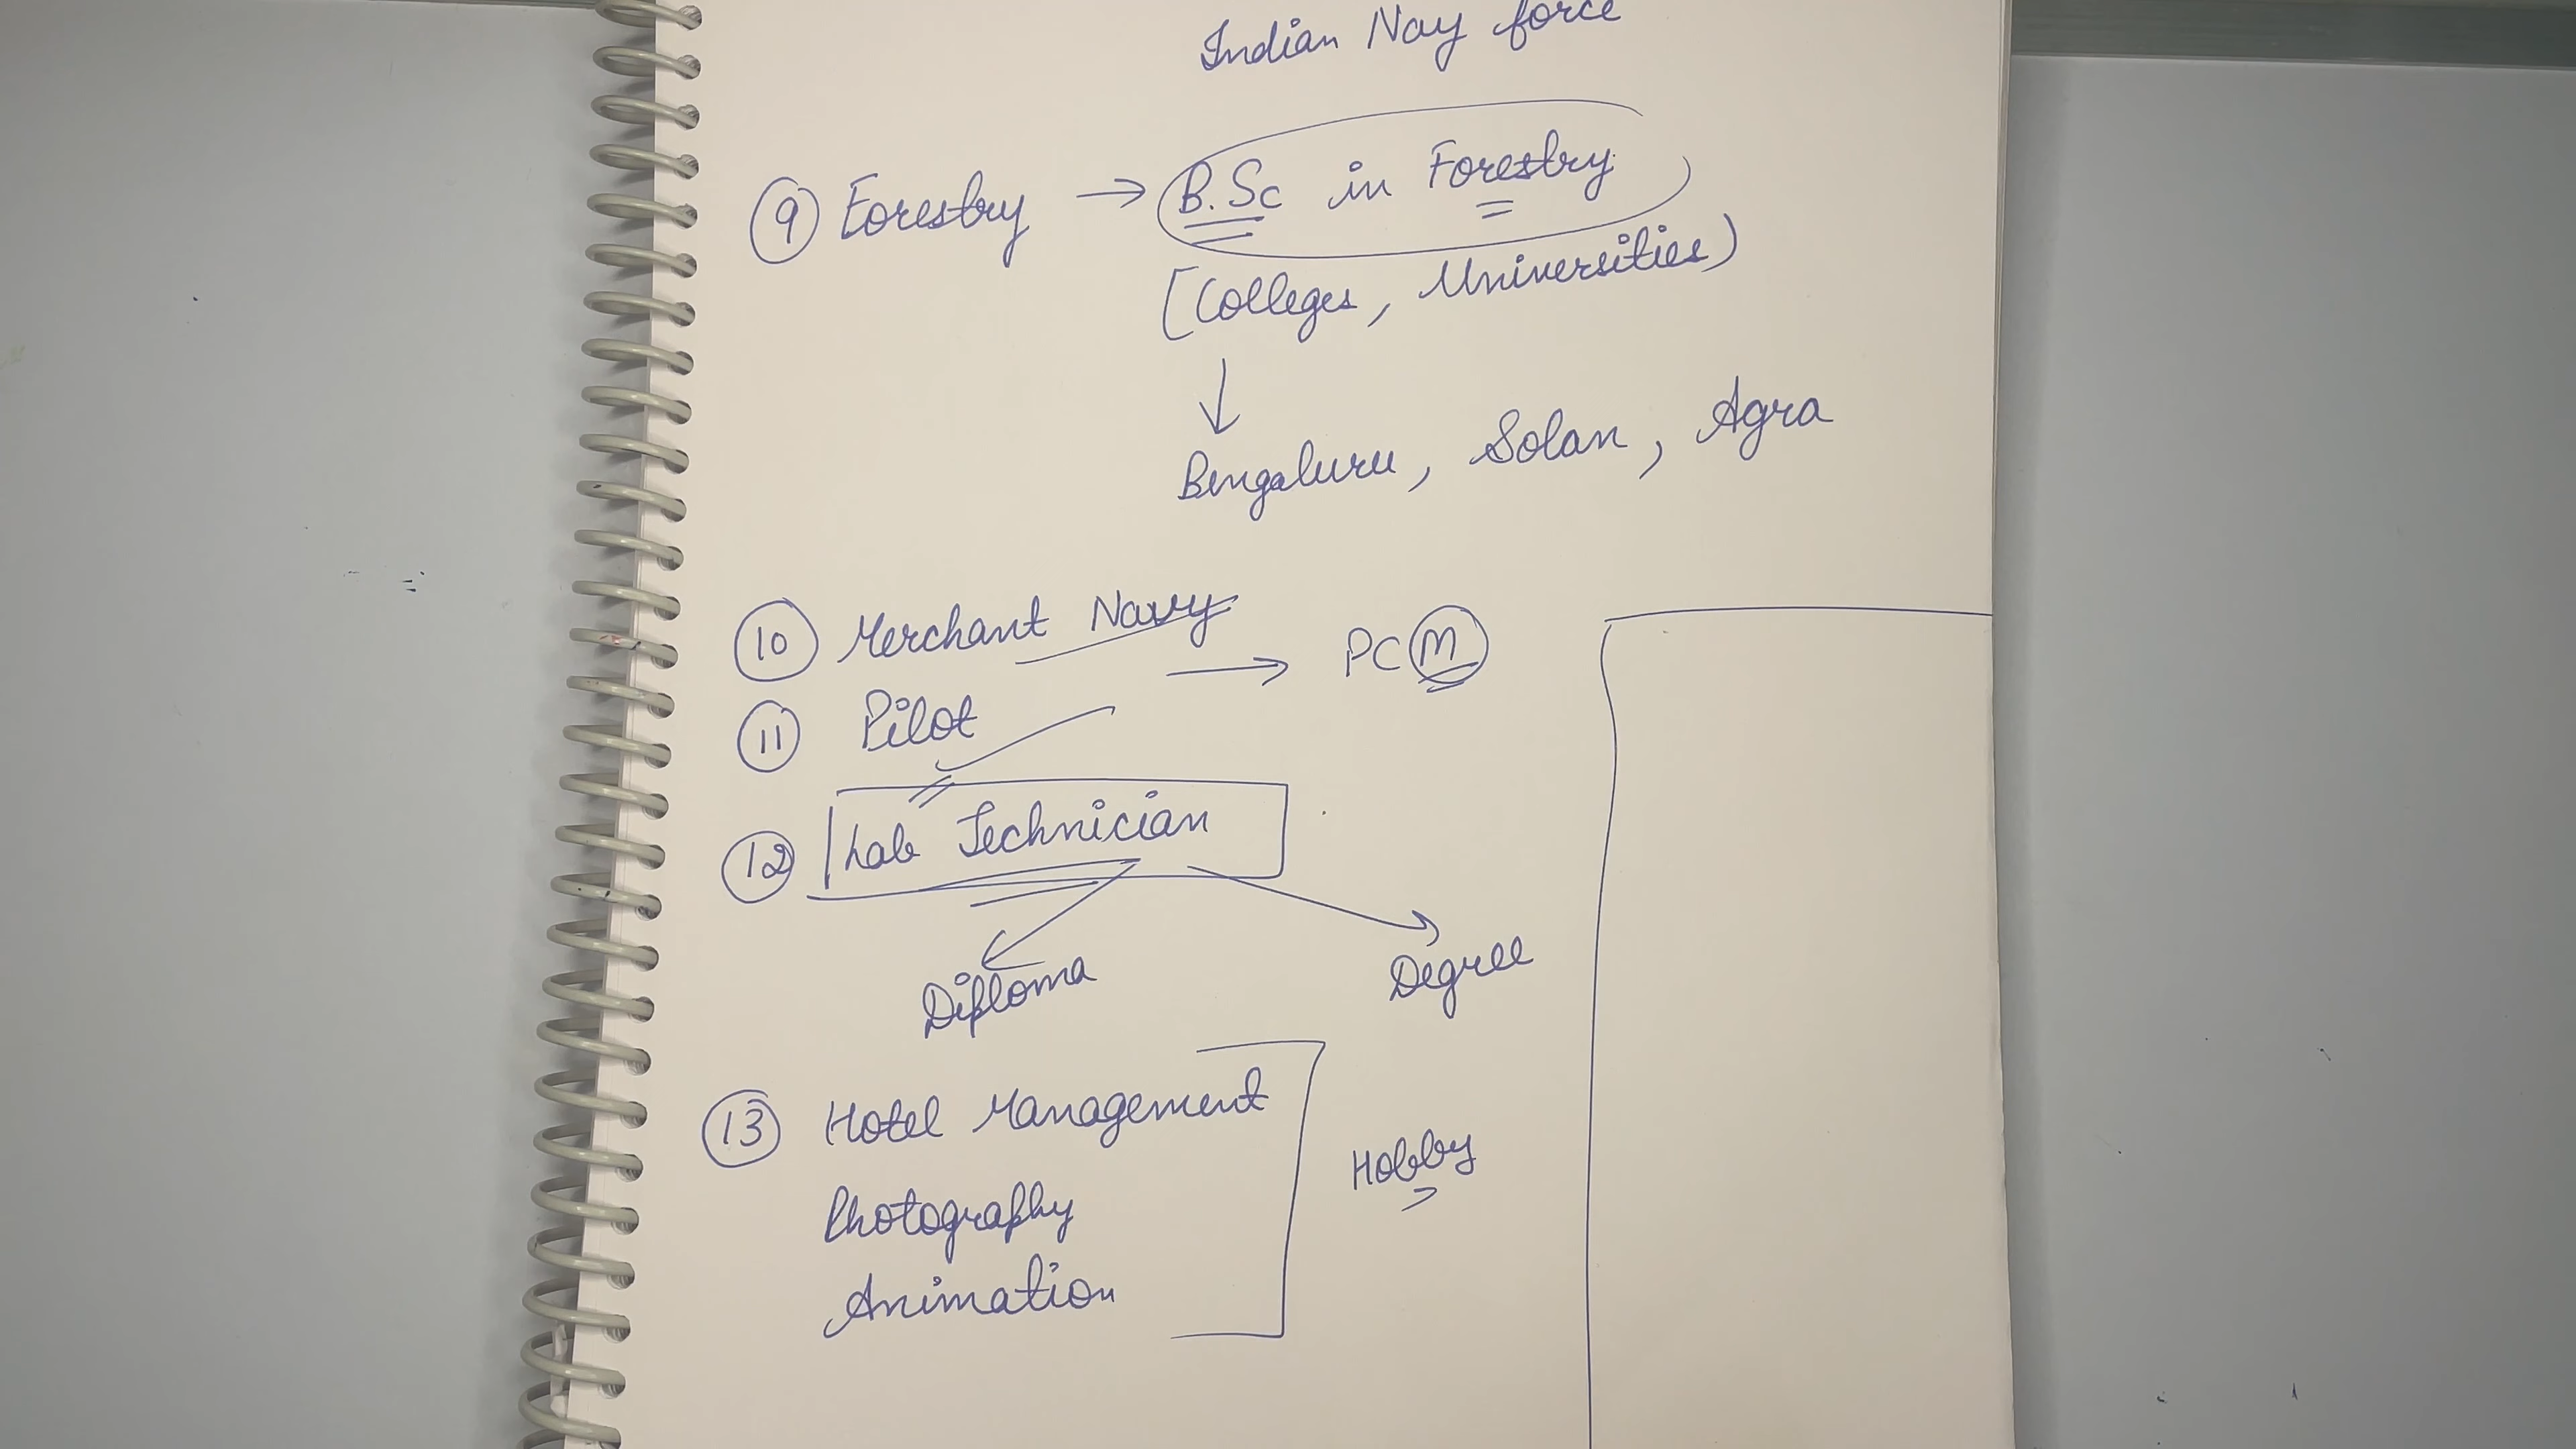 Indian Nay force
9 Forestry → B.Sc in Forestry
[Colleges, Universities)
↓
Bengaluru, Solan, Agra
10 Merchant Navy
→ PCM
11 Pilot
12 Lab Technician
Diploma Degree
13 Hotel Management
Photography
Hobby
Animation